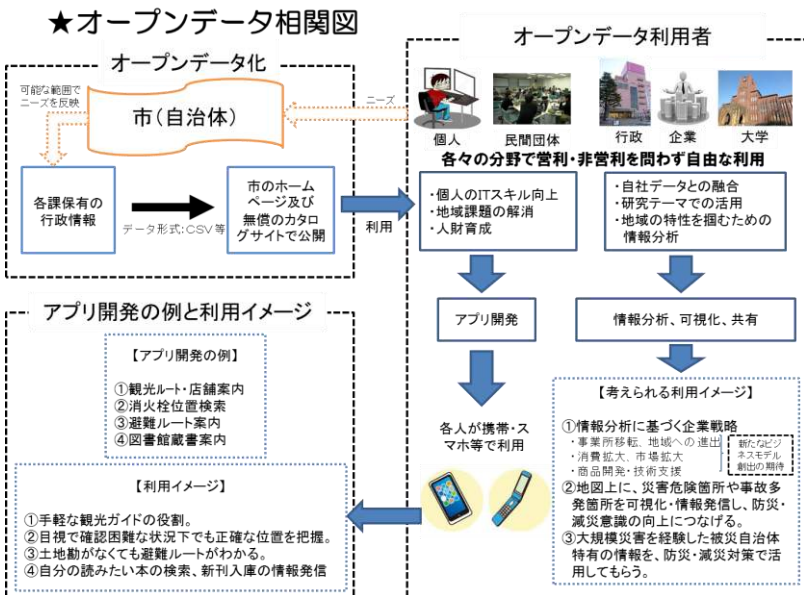 ★オープンデータ相関図
オープンデータ化
可能な範囲で
ニーズを反映
市(自治体)
ニーズ
各課保有の
行政情報
データ形式:CSV等
市のホーム
ページ及び
無償のカタロ
グサイトで公開
利用
オープンデータ利用者
個人
民間団体
行政
企業
大学
各々の分野で営利・非営利を問わず自由な利用
・個人のITスキル向上
・地域課題の解消
・人財育成
・自社データとの融合
・研究テーマでの活用
・地域の特性を掴むための
情報分析
アプリ開発
情報分析、可視化、共有
各人が携帯・ス
マホ等で利用
【考えられる利用イメージ】
①情報分析に基づく企業戦略
・事業所移転、地域への進出
・消費拡大、市場拡大
・商品開発・技術支援
新たなビジ
ネスモデル
創出の期待
②地図上に、災害危険箇所や事故多
発箇所を可視化・情報発信し、防災・
減災意識の向上につなげる。
③大規模災害を経験した被災自治体
特有の情報を、防災・減災対策で活
用してもらう。
アプリ開発の例と利用イメージ
【アプリ開発の例】
①観光ルート・店舗案内
②消火栓位置検索
③避難ルート案内
④図書館蔵書案内
【利用イメージ】
①手軽な観光ガイドの役割。
②目視で確認困難な状況下でも正確な位置を把握。
③土地勘がなくても避難ルートがわかる。
④自分の読みたい本の検索、新刊入庫の情報発信